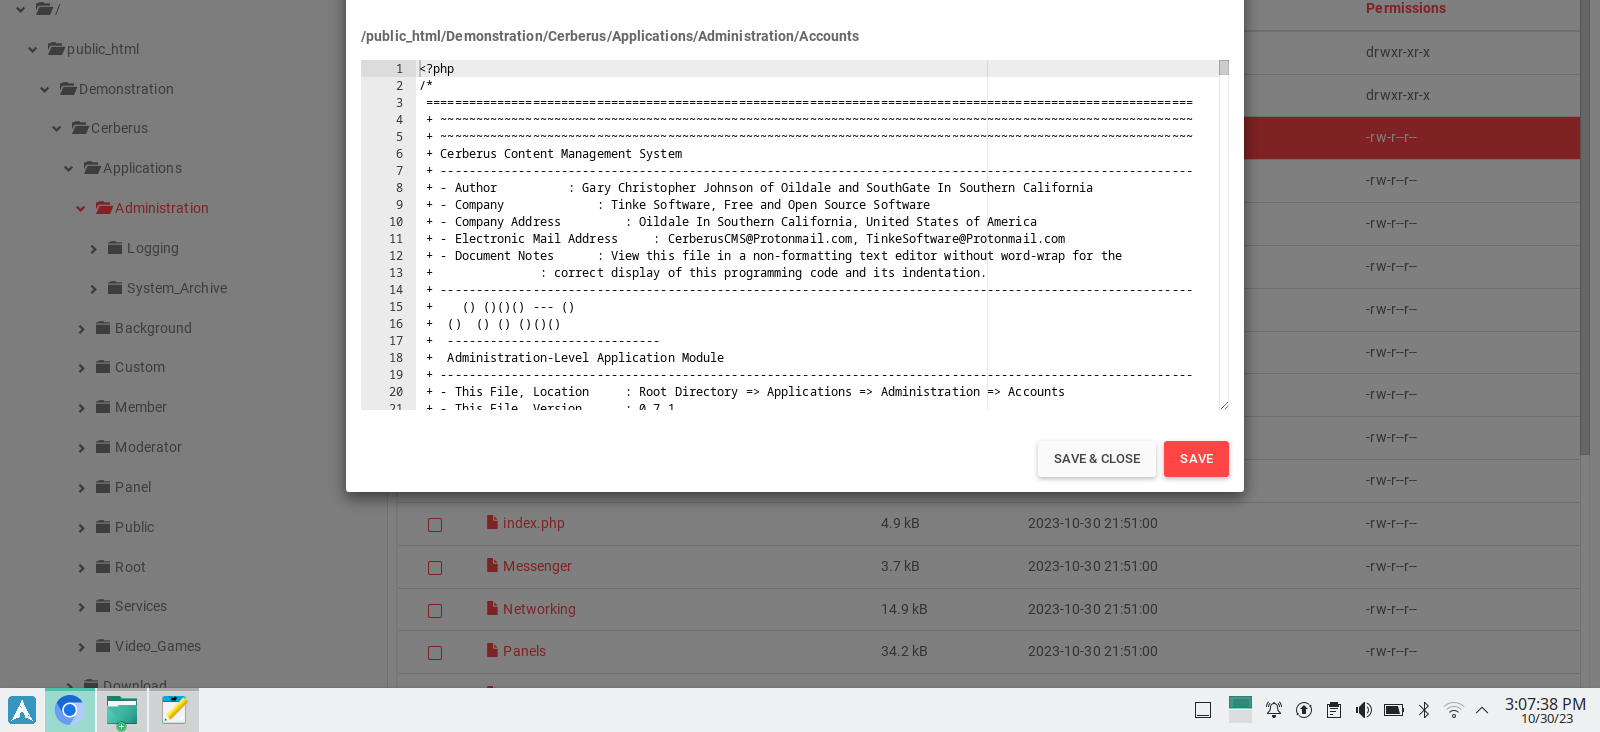 /
public_html
Demonstration
Cerberus
Applications
Administration
Logging
System_Archive
Background
Custom
Member
Moderator
Panel
Public
Root
Services
Video_Games
Download
/public_html/Demonstration/Cerberus/Applications/Administration/Accounts
1 <?php
2 /*
3 ============================================================================================================
4 + ~~~~~~~~~~~~~~~~~~~~~~~~~~~~~~~~~~~~~~~~~~~~~~~~~~~~~~~~~~~~~~~~~~~~~~~~~~~~~~~~~~~~~~~~~~~~~~~~~~~~~~~~~~
5 + ~~~~~~~~~~~~~~~~~~~~~~~~~~~~~~~~~~~~~~~~~~~~~~~~~~~~~~~~~~~~~~~~~~~~~~~~~~~~~~~~~~~~~~~~~~~~~~~~~~~~~~~~~~
6 + Cerberus Content Management System
7 + ----------------------------------------------------------------------------------------------------------
8 + - Author : Gary Christopher Johnson of Oildale and SouthGate In Southern California
9 + - Company : Tinke Software, Free and Open Source Software
10 + - Company Address : Oildale In Southern California, United States of America
11 + - Electronic Mail Address : CerberusCMS@Protonmail.com, TinkeSoftware@Protonmail.com
12 + - Document Notes : View this file in a non-formatting text editor without word-wrap for the
13 + : correct display of this programming code and its indentation.
14 + ----------------------------------------------------------------------------------------------------------
15 + () ()()() --- ()
16 + () () () ()()()
17 + ------------------------------
18 + Administration-Level Application Module
19 + ----------------------------------------------------------------------------------------------------------
20 + - This File, Location : Root Directory => Applications => Administration => Accounts
21 + - This File, Version : 0.7.1
SAVE & CLOSE
SAVE
Permissions
drwxr-xr-x
drwxr-xr-x
-rw-r--r--
-rw-r--r--
-rw-r--r--
-rw-r--r--
-rw-r--r--
-rw-r--r--
-rw-r--r--
-rw-r--r--
-rw-r--r--
index.php 4.9 kB 2023-10-30 21:51:00 -rw-r--r--
Messenger 3.7 kB 2023-10-30 21:51:00 -rw-r--r--
Networking 14.9 kB 2023-10-30 21:51:00 -rw-r--r--
Panels 34.2 kB 2023-10-30 21:51:00 -rw-r--r--
3:07:38 PM
10/30/23